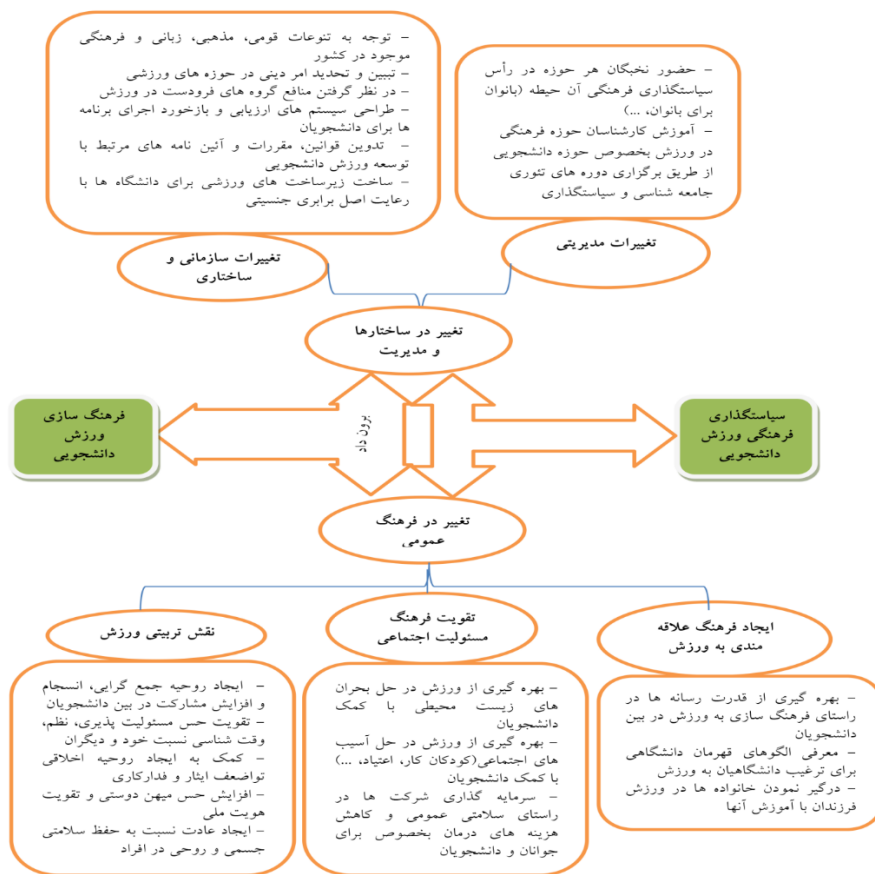 - توجه به تنوعات قومی، مذهبی، زبانی و فرهنگی
موجود در کشور
- تبیین و تحدید امر دینی در حوزه های ورزشی
- در نظر گرفتن منافع گروه های فرودست در ورزش
- طراحی سیستم های ارزیابی و بازخورد اجرای برنامه
ها برای دانشجویان
- تدوین قوانین، مقررات و آئین نامه های مرتبط با
توسعه ورزش دانشجویی
- ساخت زیرساخت های ورزشی برای دانشگاه ها با
رعایت اصل برابری جنسیتی
- حضور نخبگان هر حوزه در رأس
سیاستگذاری فرهنگی آن حیطه (بانوان
برای بانوان، ...)
- آموزش کارشناسان حوزه فرهنگی
در ورزش بخصوص حوزه دانشجویی
از طریق برگزاری دوره های تئوری
جامعه شناسی و سیاستگذاری
تغییرات سازمانی و
ساختاری
تغییرات مدیریتی
تغییر در ساختارها
و مدیریت
فرهنگ سازی
ورزش
دانشجویی
برون داد
سیاستگذاری
فرهنگی ورزش
دانشجویی
تغییر در فرهنگ
عمومی
نقش تربیتی ورزش
تقویت فرهنگ
مسئولیت اجتماعی
ایجاد فرهنگ علاقه
مندی به ورزش
- ایجاد روحیه جمع گرایی، انسجام
و افزایش مشارکت در بین دانشجویان
- تقویت حس مسئولیت پذیری، نظم،
وقت شناسی نسبت خود و دیگران
- کمک به ایجاد روحیه اخلاقی
تواضعف ایثار و فدارکاری
- افزایش حس میهن دوستی و تقویت
هویت ملی
- ایجاد عادت نسبت به حفظ سلامتی
جسمی و روحی در افراد
- بهره گیری از ورزش در حل بحران
های زیست محیطی با کمک
دانشجویان
- بهره گیری از ورزش در حل آسیب
های اجتماعی(کودکان کار، اعتیاد، ...)
با کمک دانشجویان
- سرمایه گذاری شرکت ها در
راستای سلامتی عمومی و کاهش
هزینه های درمان بخصوص برای
جوانان و دانشجویان
- بهره گیری از قدرت رسانه ها در
راستای فرهنگ سازی به ورزش در بین
دانشجویان
- معرفی الگوهای قهرمان دانشگاهی
برای ترغیب دانشگاهیان به ورزش
- درگیر نمودن خانواده ها در ورزش
فرزندان با آموزش آنها